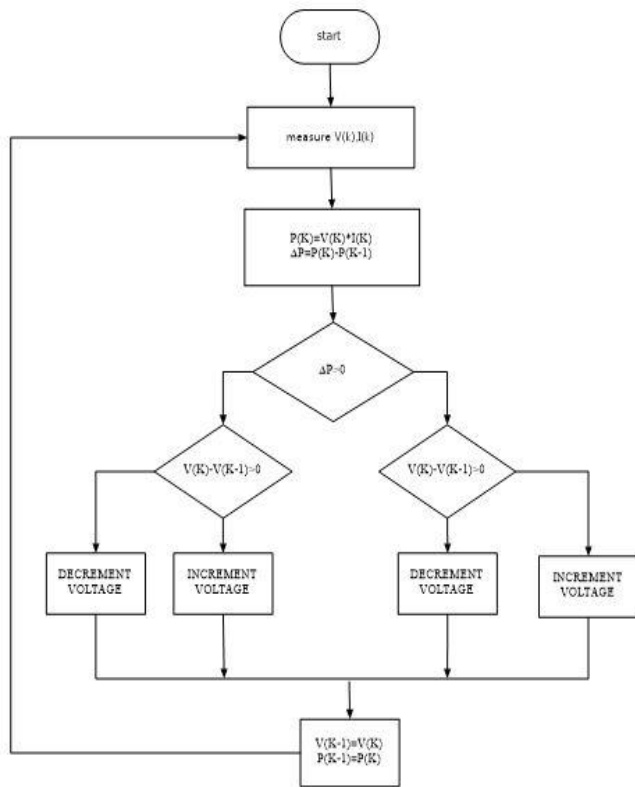 start
measure V(k),I(k)
P(K)=V(K)*I(K)
ΔP=P(K)-P(K-1)
ΔP>0
V(K)-V(K-1)>0
V(K)-V(K-1)>0
DECREMENT
VOLTAGE
INCREMENT
VOLTAGE
DECREMENT
VOLTAGE
INCREMENT
VOLTAGE
V(K-1)=V(K)
P(K-1)=P(K)